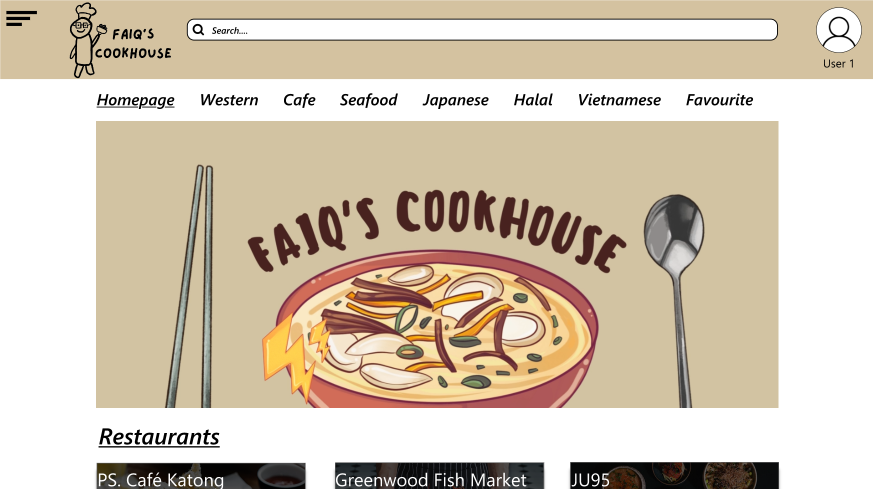 FAIQ'S
COOKHOUSE
Search....
User 1
Homepage Western Cafe Seafood Japanese Halal Vietnamese Favourite
FAIQ'S COOKHOUSE
Restaurants
PS. Café Katong
Greenwood Fish Market
JU95